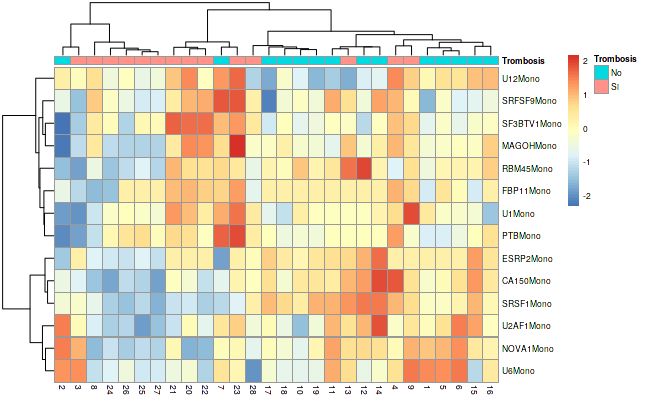 Trombosis
Trombosis
No
SI
2
1
0
-1
-2
U12Mono
SRFSF9Mono
SF3BTV1Mono
MAGOHMono
RBM45Mono
FBP11Mono
U1Mono
PTBMono
ESRP2Mono
CA150Mono
SRSF1Mono
U2AF1Mono
NOVA1Mono
U6Mono
2 3 8 24 26 25 27 21 20 22 7 23 28 17 18 10 19 11 13 12 14 4 9 1 5 6 15 16